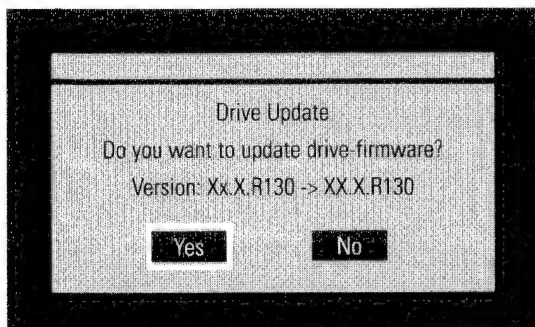 Drive Update
Do you want to update drive firmware?
Version: Xx.X.R130 -> XX.X.R130
Yes No